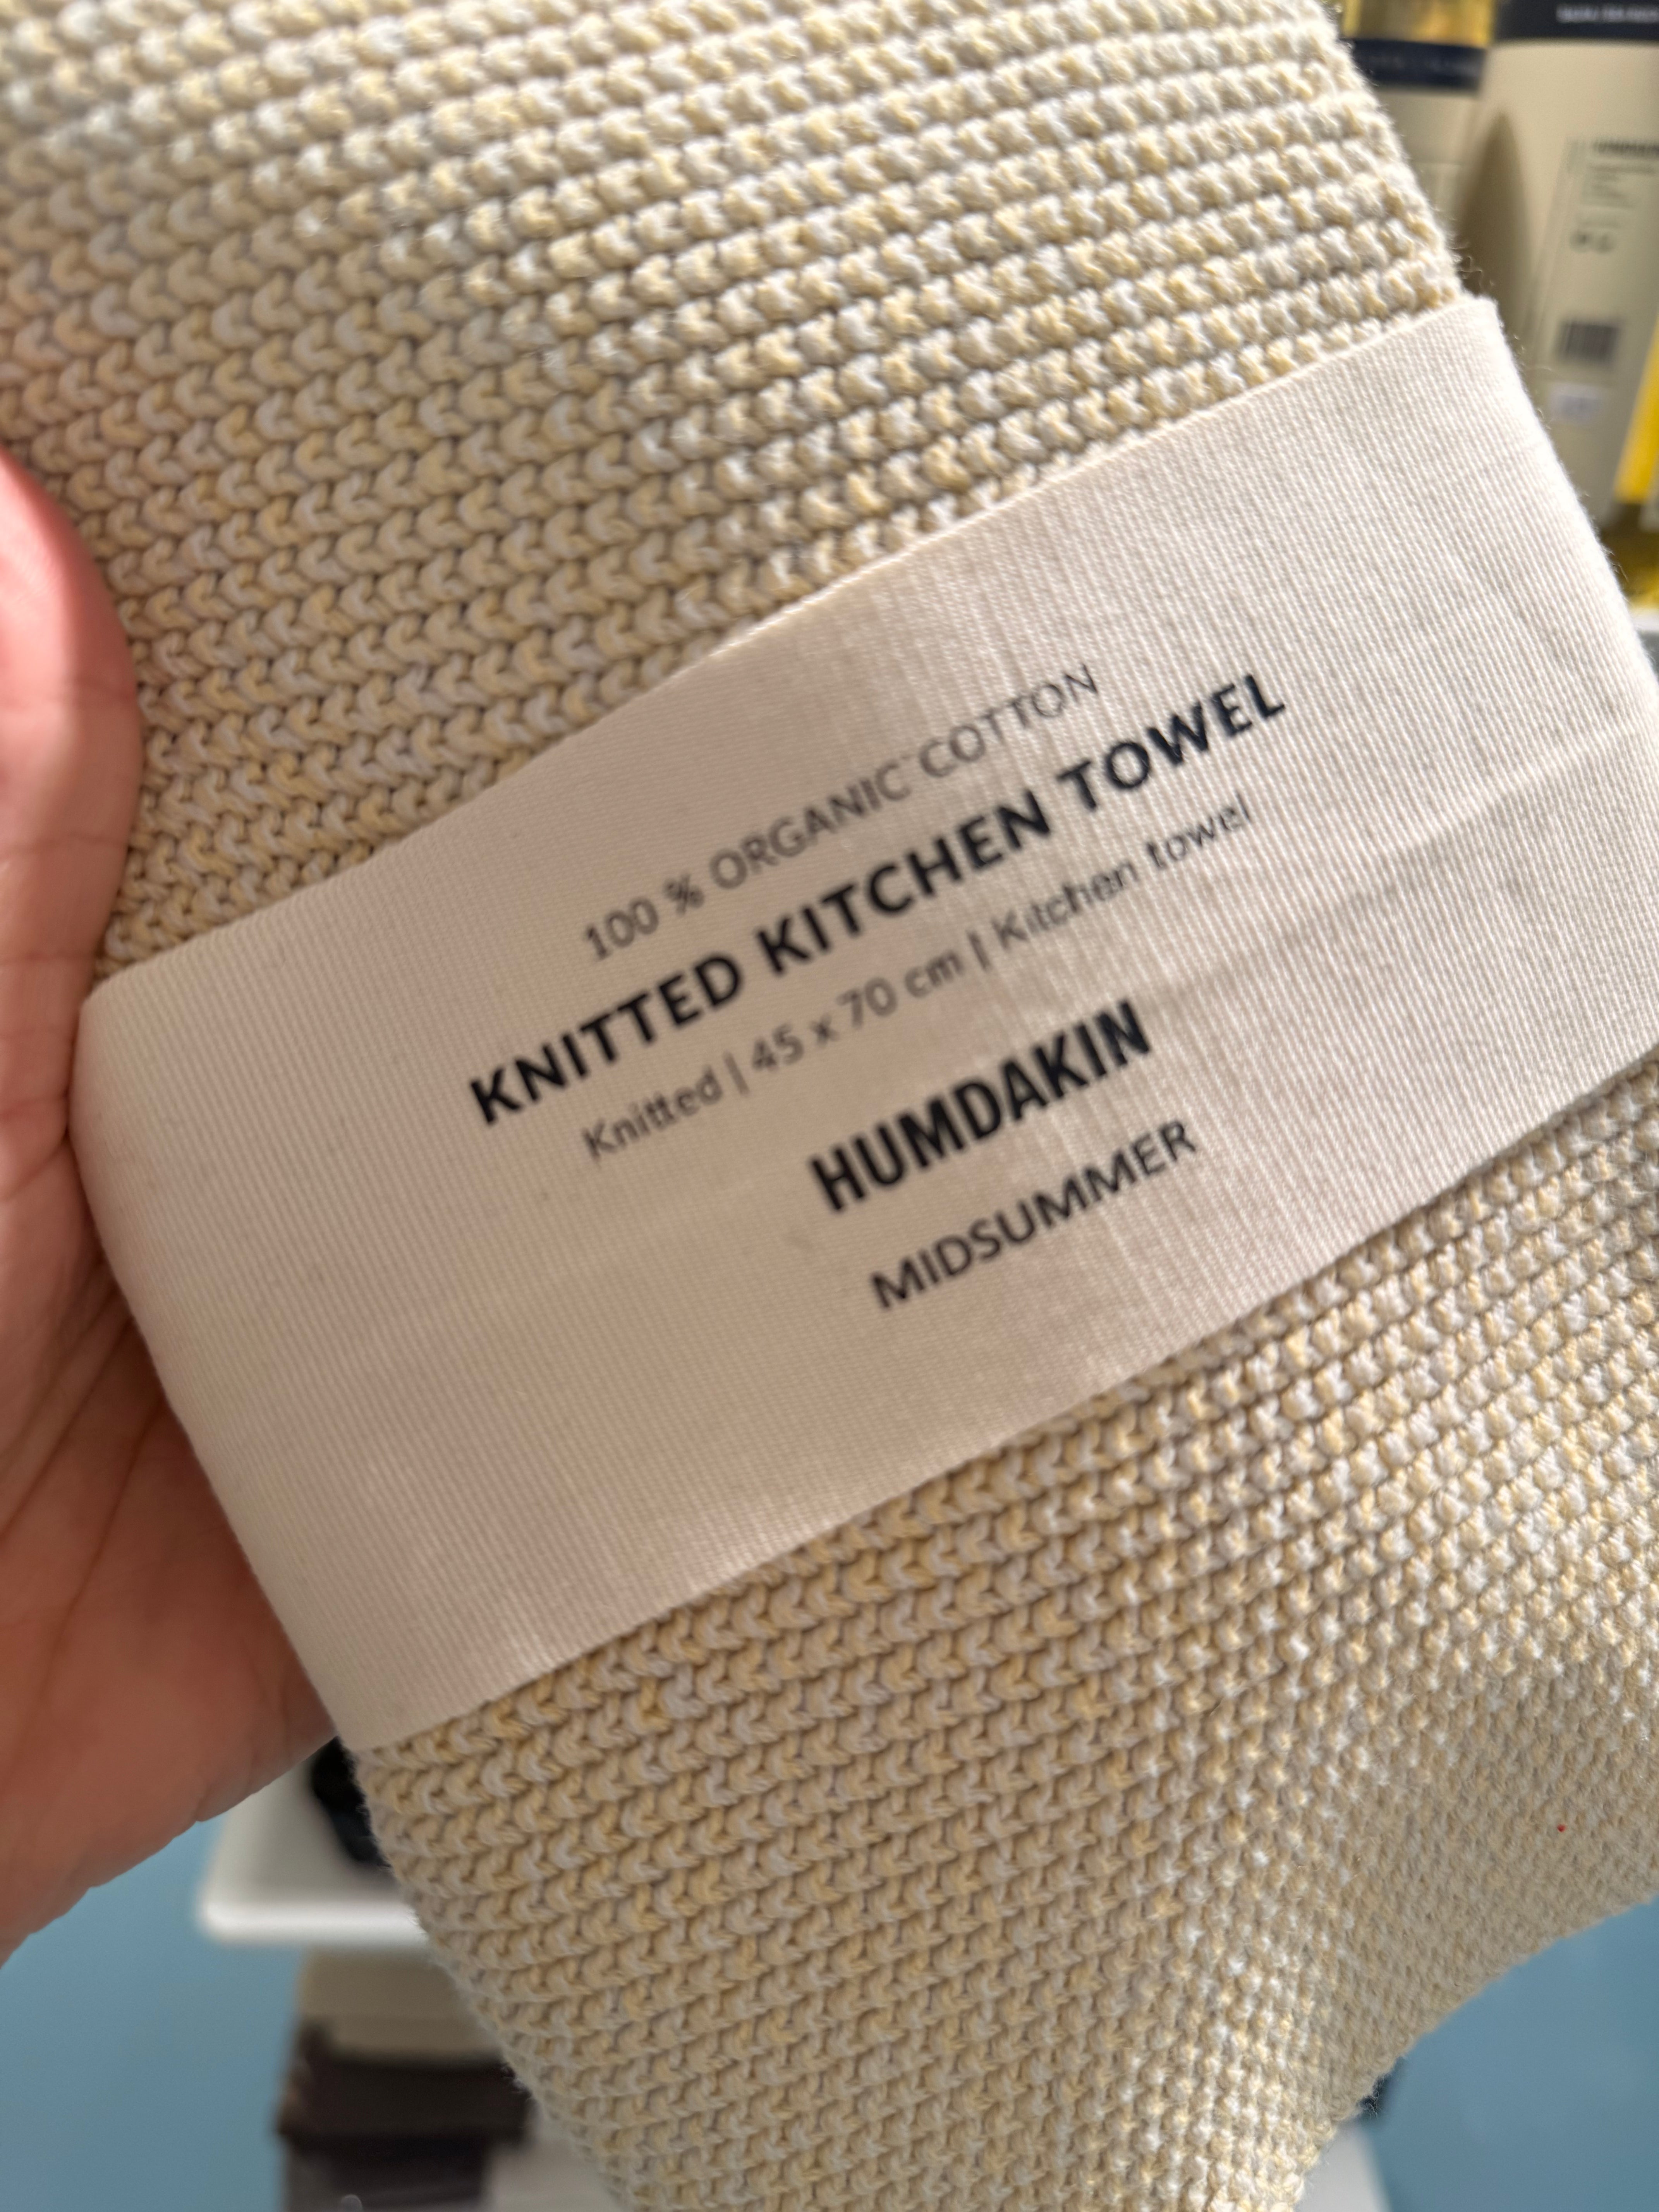 100 % ORGANIC COTTON
KNITTED KITCHEN TOWEL
Knitted | 45 x 70 cm | Kitchen towel
HUMDAKIN
MIDSUMMER